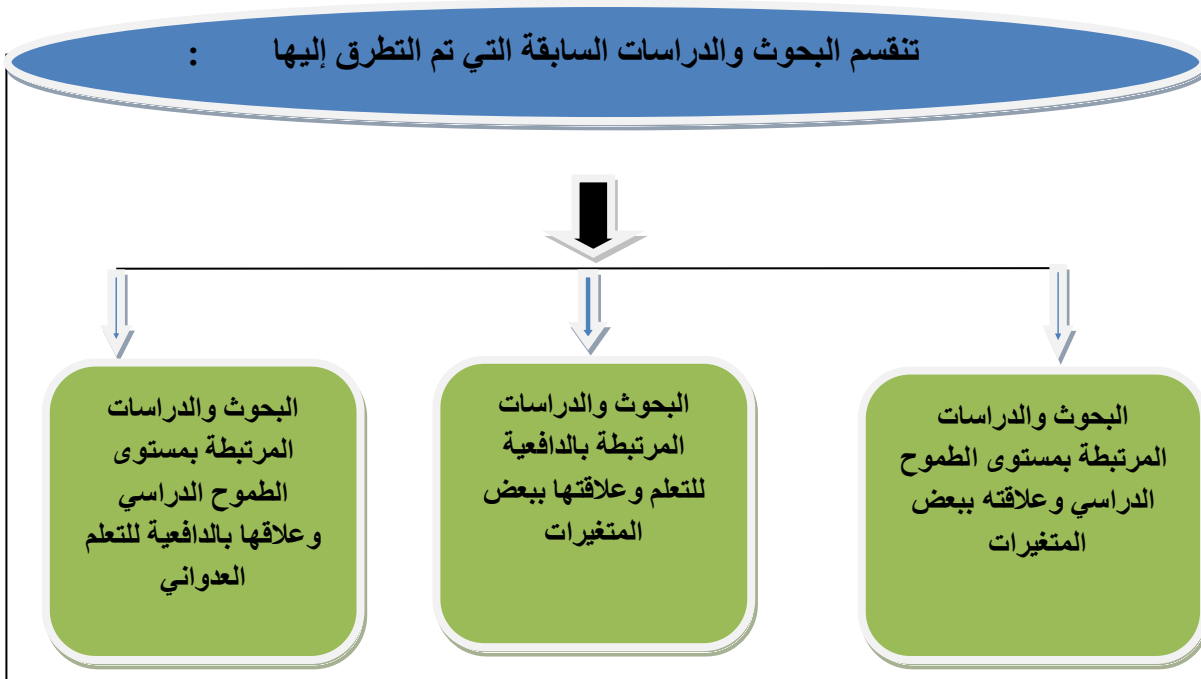 تنقسم البحوث والدراسات السابقة التي تم التطرق إليها :
البحوث والدراسات
المرتبطة بمستوى الطموح
الدراسي وعلاقته ببعض
المتغيرات
البحوث والدراسات
المرتبطة بالدافعية
للتعلم وعلاقتها ببعض
المتغيرات
البحوث والدراسات
المرتبطة بمستوى
الطموح الدراسي
وعلاقها بالدافعية للتعلم
العدواني